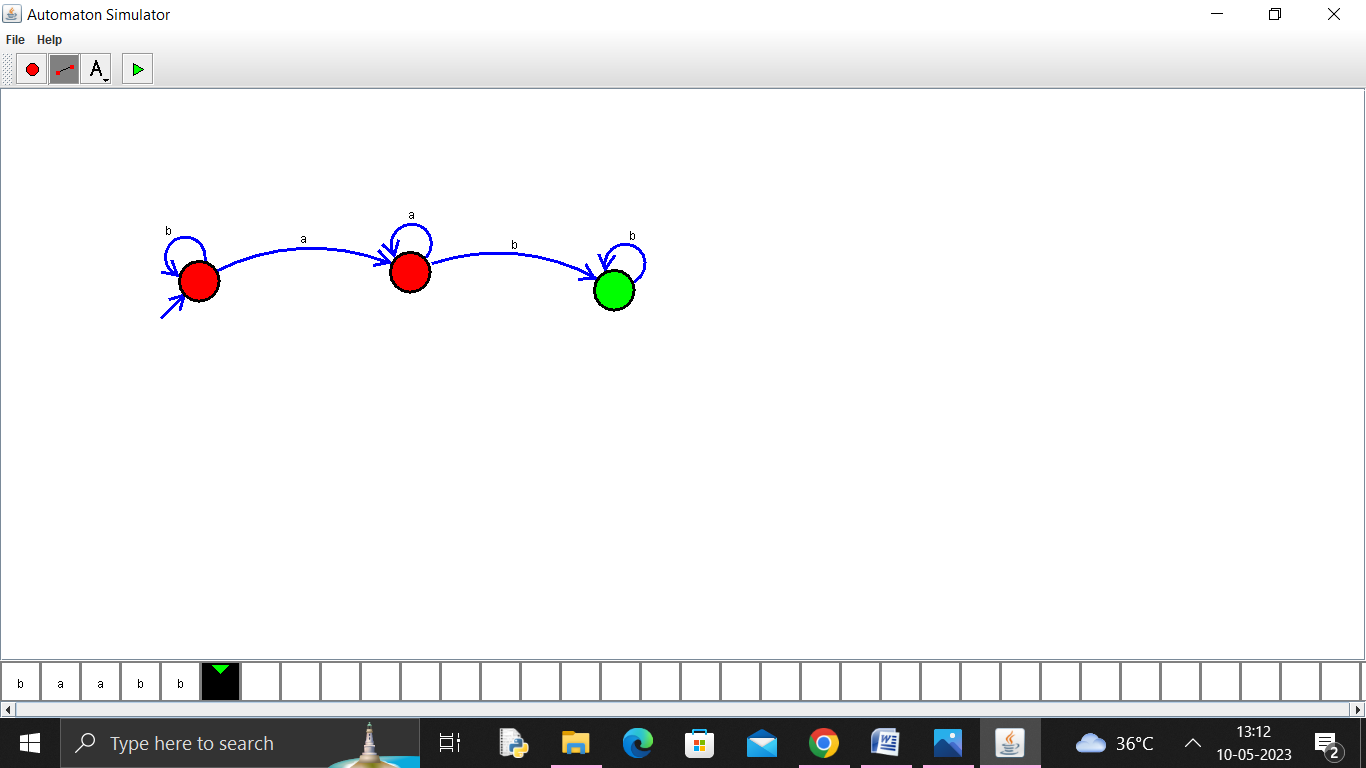 Automaton Simulator
File Help
A
a
b a b b
b a a b b
Type here to search
36°C
13:12
10-05-2023
2